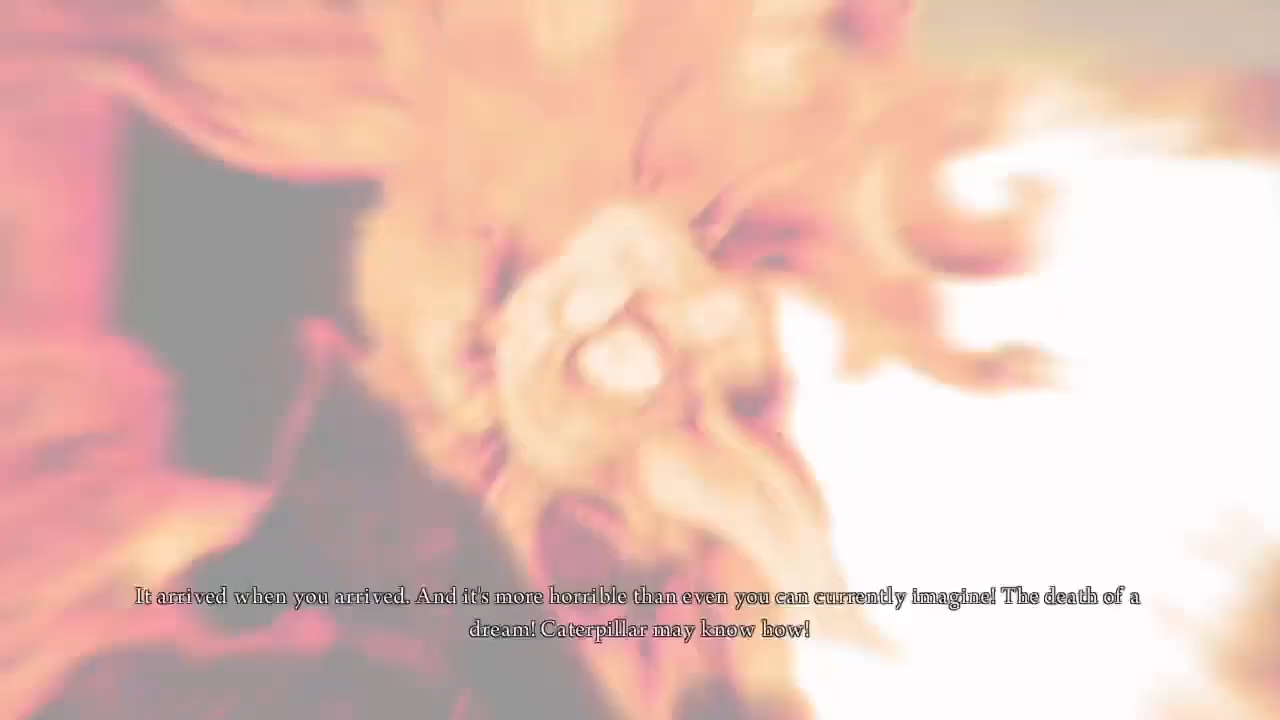 It arrived when you arrived. And it's more horrible than even you can currently imagine! The death of a
dream! Caterpillar may know how!